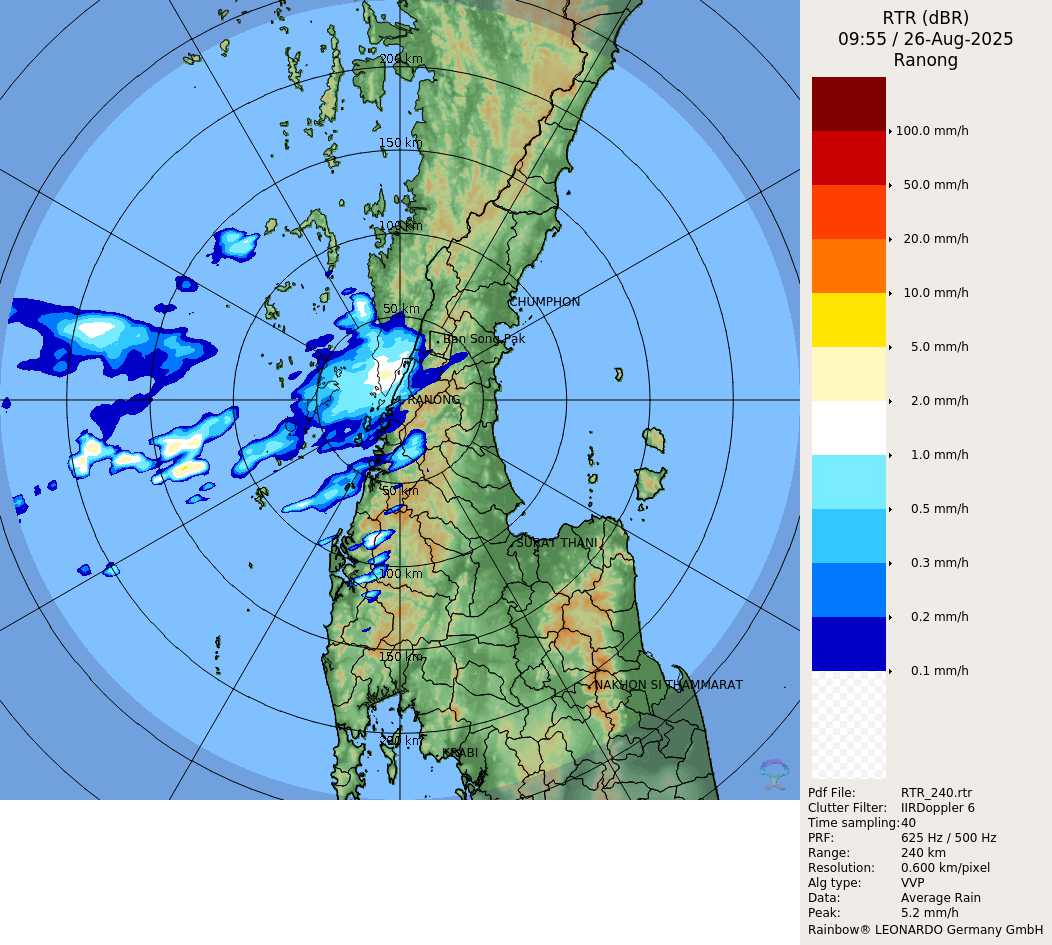 RTR (dBR)
09:55 / 26-Aug-2025
Ranong
200 km
150 km
100 km
50 km
CHUMPHON
Ban Song Pak
RANONG
50 km
SURAT THANI
100 km
150 km
NAKHON SI THAMMARAT
200 km
KRABI
100.0 mm/h
50.0 mm/h
20.0 mm/h
10.0 mm/h
5.0 mm/h
2.0 mm/h
1.0 mm/h
0.5 mm/h
0.3 mm/h
0.2 mm/h
0.1 mm/h
Pdf File: RTR_240.rtr
Clutter Filter: IIRDoppler 6
Time sampling: 40
PRF: 625 Hz / 500 Hz
Range: 240 km
Resolution: 0.600 km/pixel
Alg type: VVP
Data: Average Rain
Peak: 5.2 mm/h
Rainbow® LEONARDO Germany GmbH